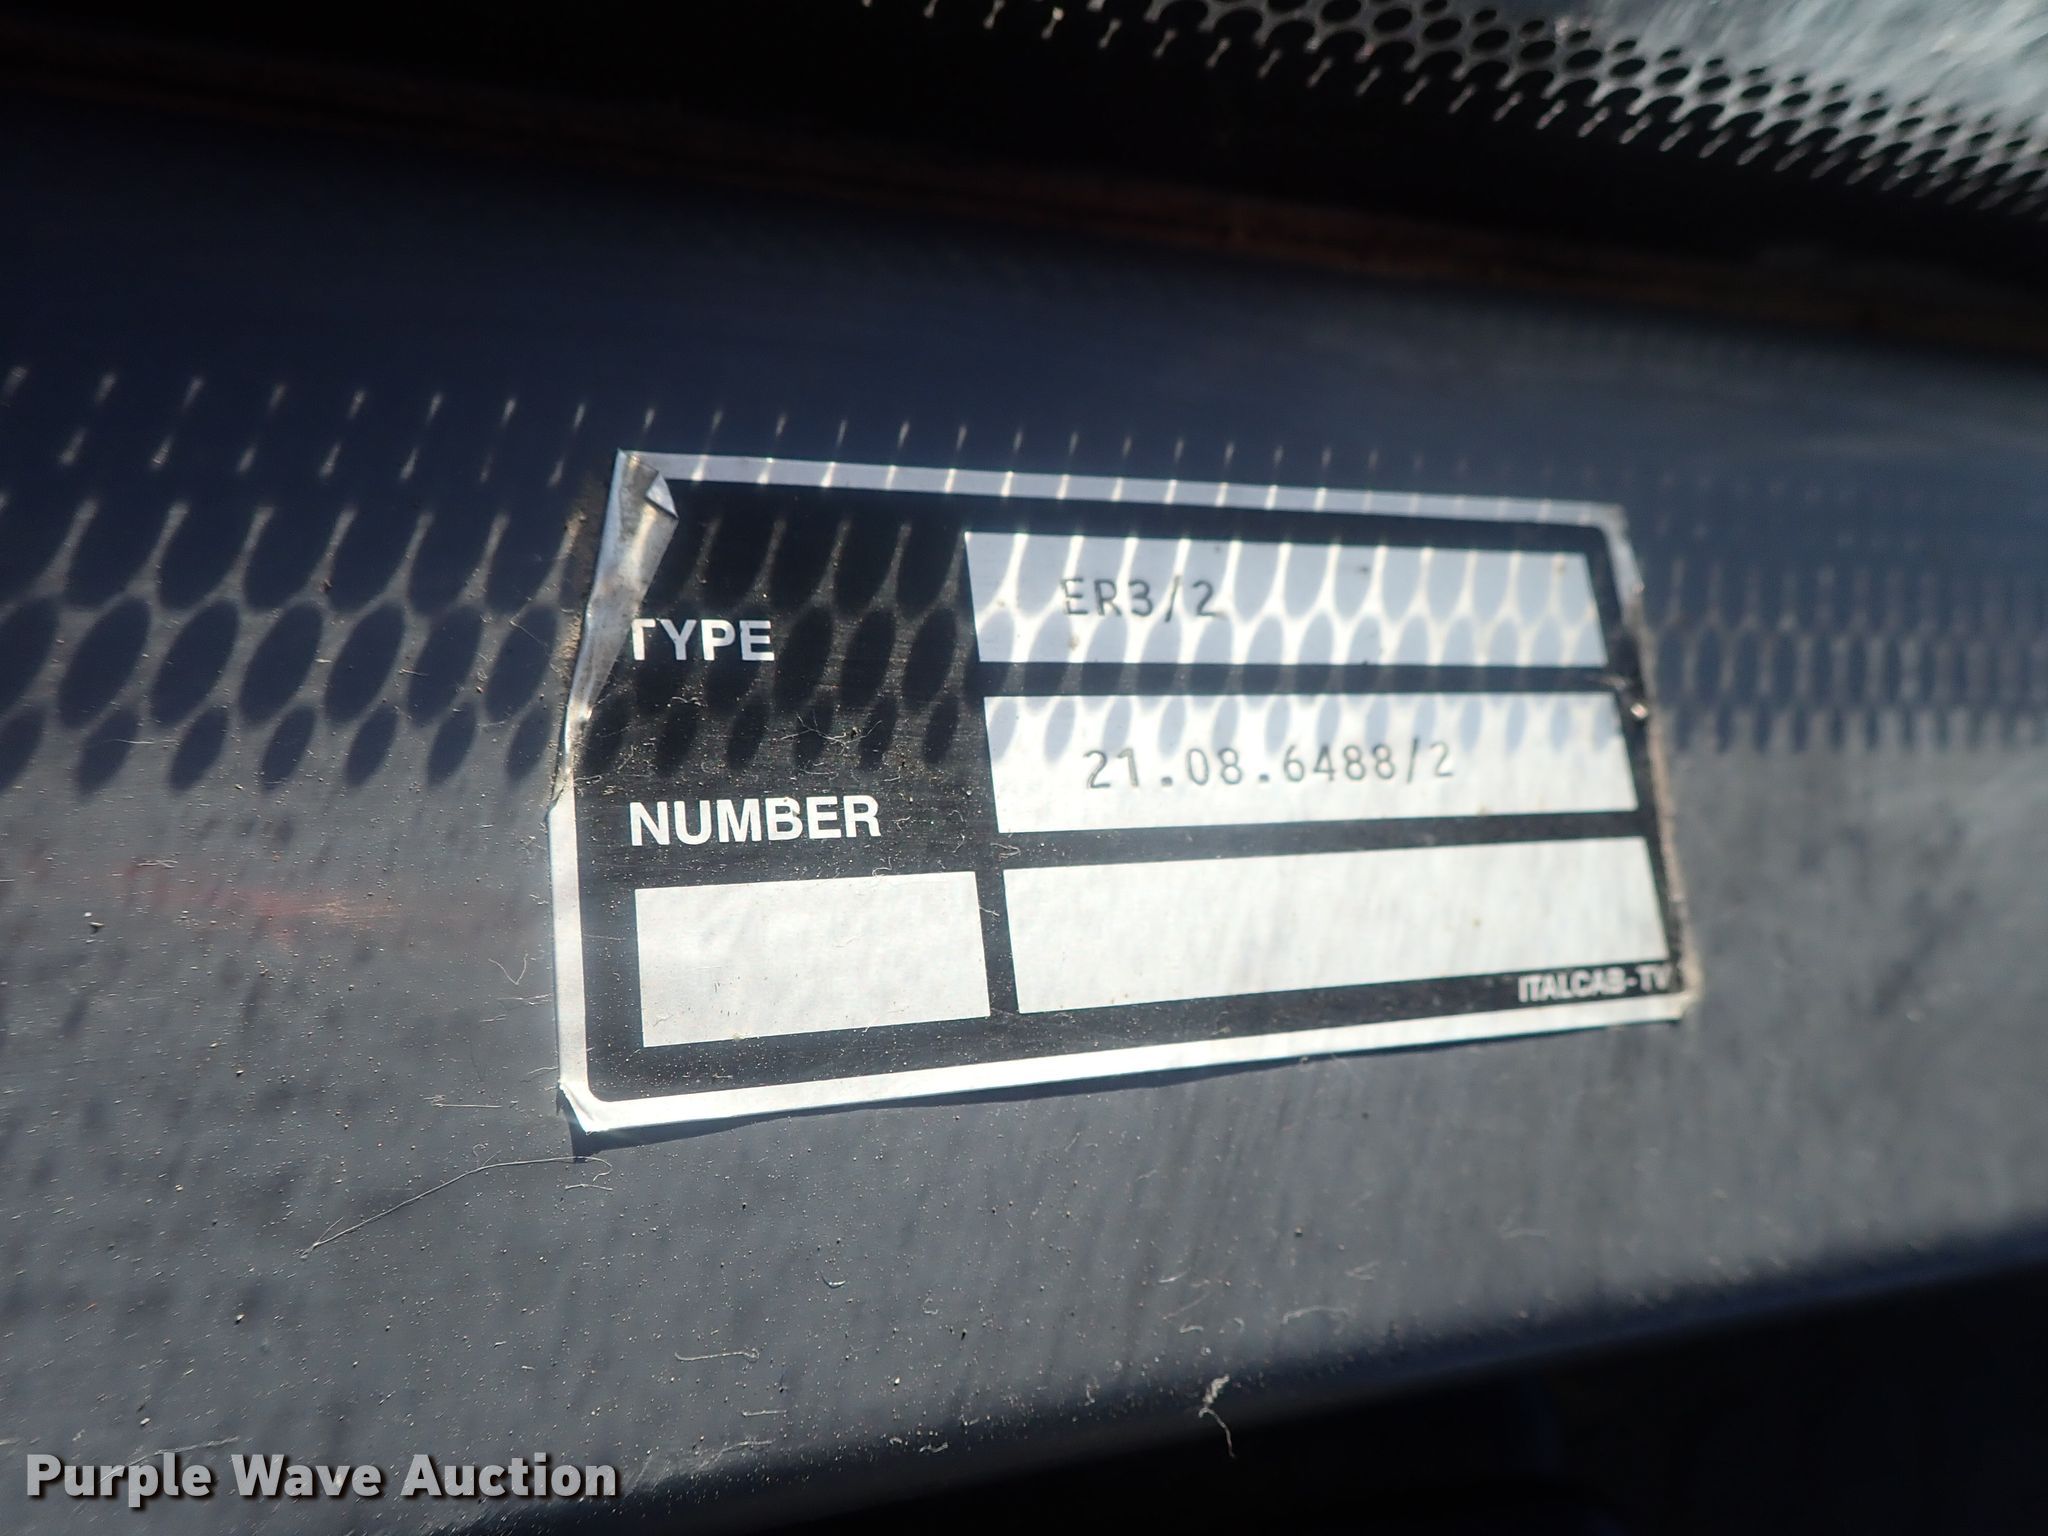 TYPE ER3/2
NUMBER 21.08.6488/2
ITALCAB-TV
Purple Wave Auction